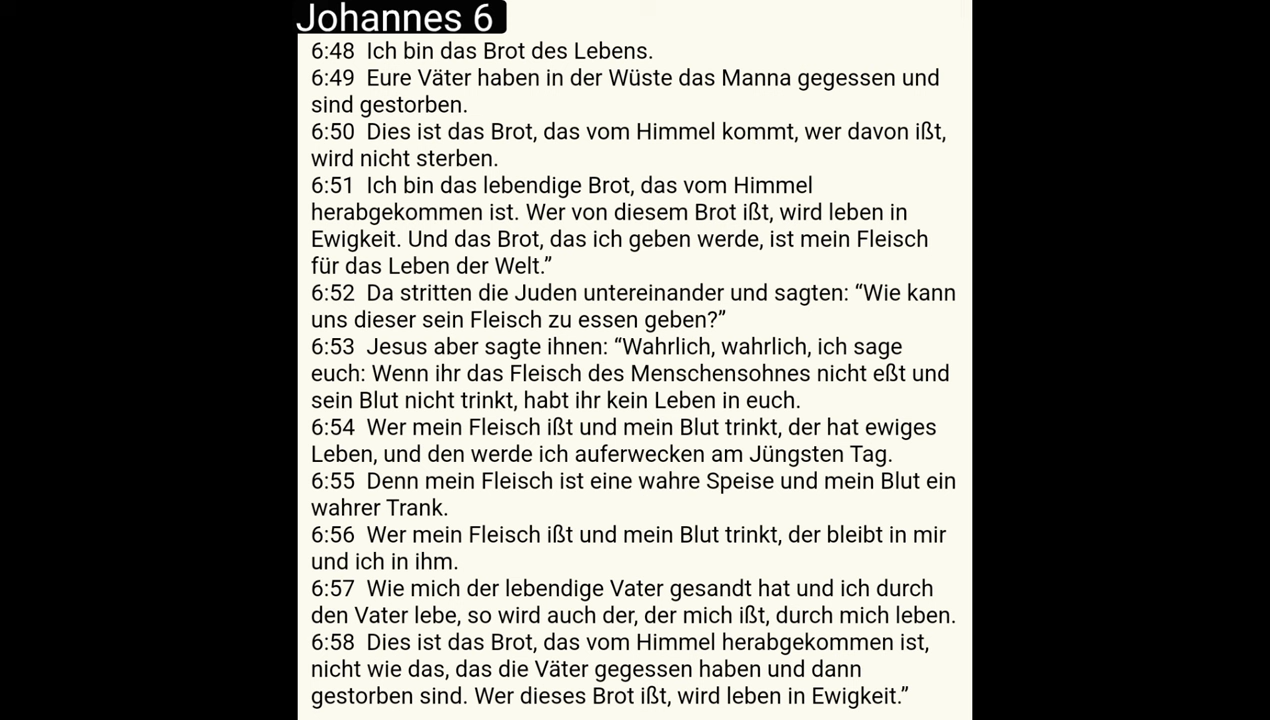 Johannes 6
6:48 Ich bin das Brot des Lebens.
6:49 Eure Väter haben in der Wüste das Manna gegessen und
sind gestorben.
6:50 Dies ist das Brot, das vom Himmel kommt, wer davon ißt,
wird nicht sterben.
6:51 Ich bin das lebendige Brot, das vom Himmel
herabgekommen ist. Wer von diesem Brot ißt, wird leben in
Ewigkeit. Und das Brot, das ich geben werde, ist mein Fleisch
für das Leben der Welt.”
6:52 Da stritten die Juden untereinander und sagten: “Wie kann
uns dieser sein Fleisch zu essen geben?”
6:53 Jesus aber sagte ihnen: “Wahrlich, wahrlich, ich sage
euch: Wenn ihr das Fleisch des Menschensohnes nicht eßt und
sein Blut nicht trinkt, habt ihr kein Leben in euch.
6:54 Wer mein Fleisch ißt und mein Blut trinkt, der hat ewiges
Leben, und den werde ich auferwecken am Jüngsten Tag.
6:55 Denn mein Fleisch ist eine wahre Speise und mein Blut ein
wahrer Trank.
6:56 Wer mein Fleisch ißt und mein Blut trinkt, der bleibt in mir
und ich in ihm.
6:57 Wie mich der lebendige Vater gesandt hat und ich durch
den Vater lebe, so wird auch der, der mich ißt, durch mich leben.
6:58 Dies ist das Brot, das vom Himmel herabgekommen ist,
nicht wie das, das die Väter gegessen haben und dann
gestorben sind. Wer dieses Brot ißt, wird leben in Ewigkeit.”